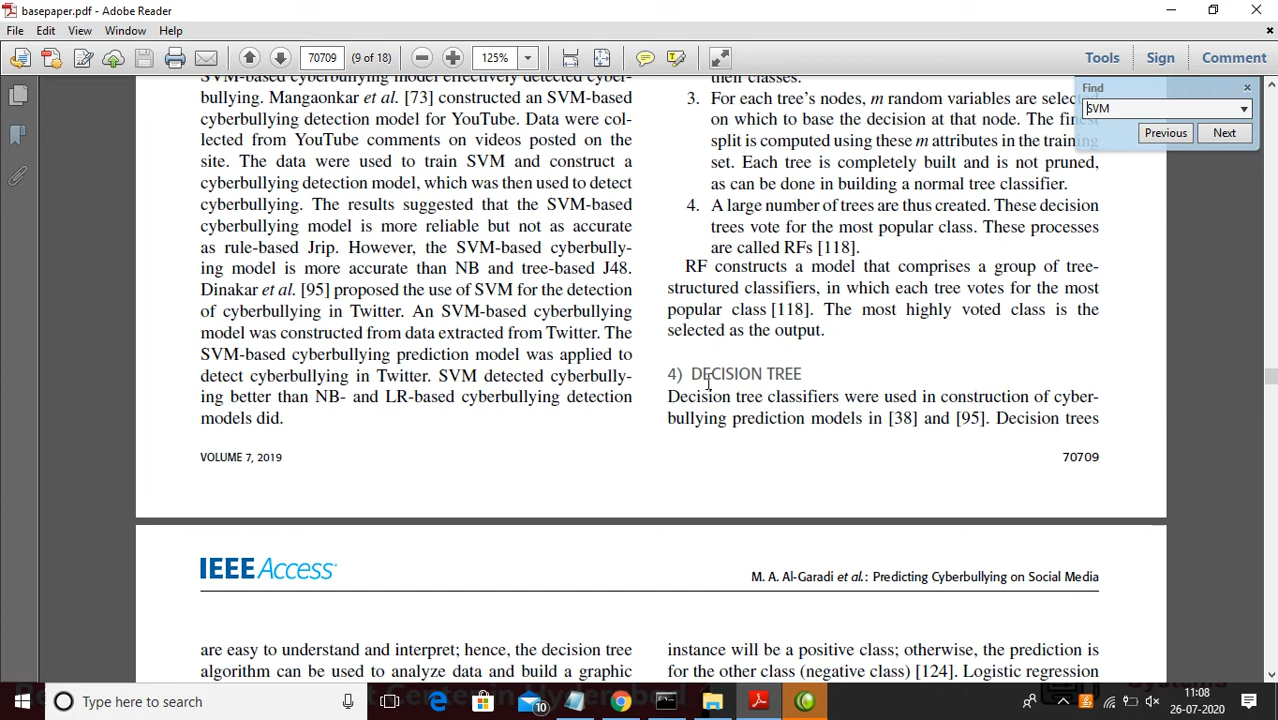 basepaper.pdf - Adobe Reader
File Edit View Window Help
70709 (9 of 18) 125% Tools Sign Comment
Find
SVM
Previous Next
SVM-based cyberbullying model effectively detected cyber-
bullying. Mangaonkar et al. [73] constructed an SVM-based
cyberbullying detection model for YouTube. Data were col-
lected from YouTube comments on videos posted on the
site. The data were used to train SVM and construct a
cyberbullying detection model, which was then used to detect
cyberbullying. The results suggested that the SVM-based
cyberbullying model is more reliable but not as accurate
as rule-based Jrip. However, the SVM-based cyberbully-
ing model is more accurate than NB and tree-based J48.
Dinakar et al. [95] proposed the use of SVM for the detection
of cyberbullying in Twitter. An SVM-based cyberbullying
model was constructed from data extracted from Twitter. The
SVM-based cyberbullying prediction model was applied to
detect cyberbullying in Twitter. SVM detected cyberbully-
ing better than NB- and LR-based cyberbullying detection
models did.
their classes.
3. For each tree's nodes, m random variables are selec
on which to base the decision at that node. The fine
split is computed using these m attributes in the training
set. Each tree is completely built and is not pruned,
as can be done in building a normal tree classifier.
4. A large number of trees are thus created. These decision
trees vote for the most popular class. These processes
are called RFs [118].
RF constructs a model that comprises a group of tree-
structured classifiers, in which each tree votes for the most
popular class [118]. The most highly voted class is the
selected as the output.
4) DECISION TREE
Decision tree classifiers were used in construction of cyber-
bullying prediction models in [38] and [95]. Decision trees
VOLUME 7, 2019 70709
IEEE Access
M. A. Al-Garadi et al.: Predicting Cyberbullying on Social Media
are easy to understand and interpret; hence, the decision tree
algorithm can be used to analyze data and build a graphic
instance will be a positive class; otherwise, the prediction is
for the other class (negative class) [124]. Logistic regression
Type here to search
10
11:08
26-07-2020